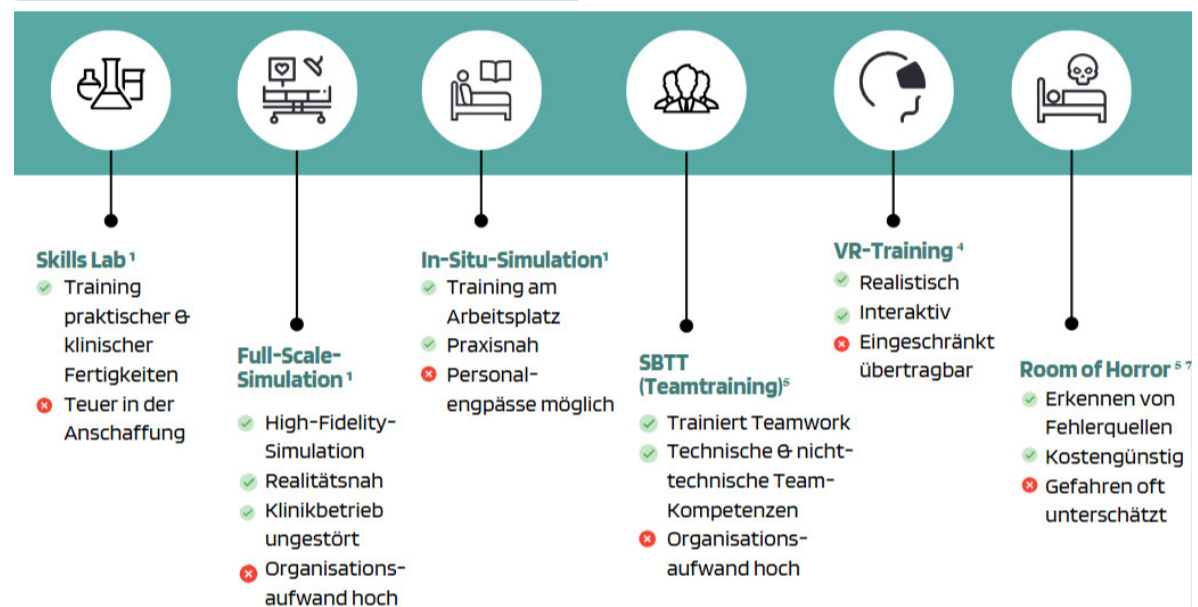 Skills Lab ¹
Training
praktischer &
klinischer
Fertigkeiten
Teuer in der
Anschaffung
Full-Scale-
Simulation ¹
High-Fidelity-
Simulation
Realitätsnah
Klinikbetrieb
ungestört
Organisations-
aufwand hoch
In-Situ-Simulation¹
Training am
Arbeitsplatz
Praxisnah
Personal-
engpässe möglich
SBTT
(Teamtraining)⁵
Trainiert Teamwork
Technische & nicht-
technische Team-
Kompetenzen
Organisations-
aufwand hoch
VR-Training ⁴
Realistisch
Interaktiv
Eingeschränkt
übertragbar
Room of Horror ⁵ ⁷
Erkennen von
Fehlerquellen
Kostengünstig
Gefahren oft
unterschätzt